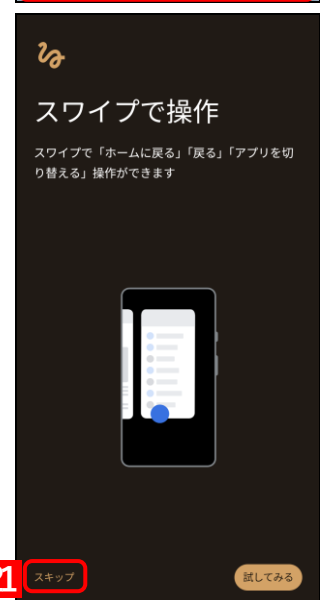 スワイプで操作
スワイプで「ホームに戻る」「戻る」「アプリを切
り替える」操作ができます
スキップ
試してみる